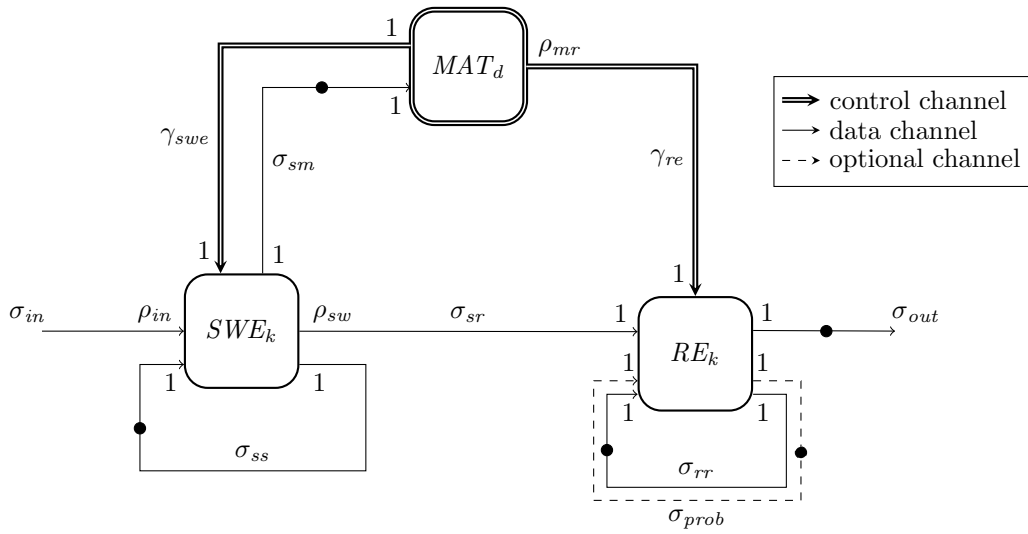 1
MAT_d
ρ_mr
1
control channel
data channel
optional channel
γ_swe
σ_sm
γ_re
1
1
1
σ_in
ρ_in
SWE_k
ρ_sw
σ_sr
1
RE_k
1
σ_out
1
1
1
1
1
1
σ_ss
σ_rr
σ_prob